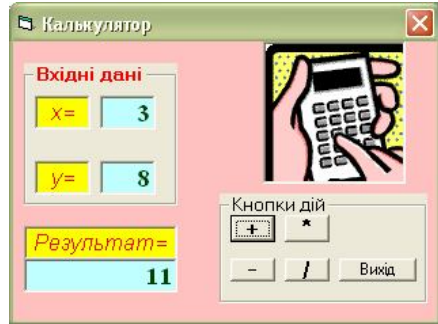 Калькулятор
Вхідні дані
x= 3
y= 8
Результат=
11
Кнопки дій
+ *
- / Вихід